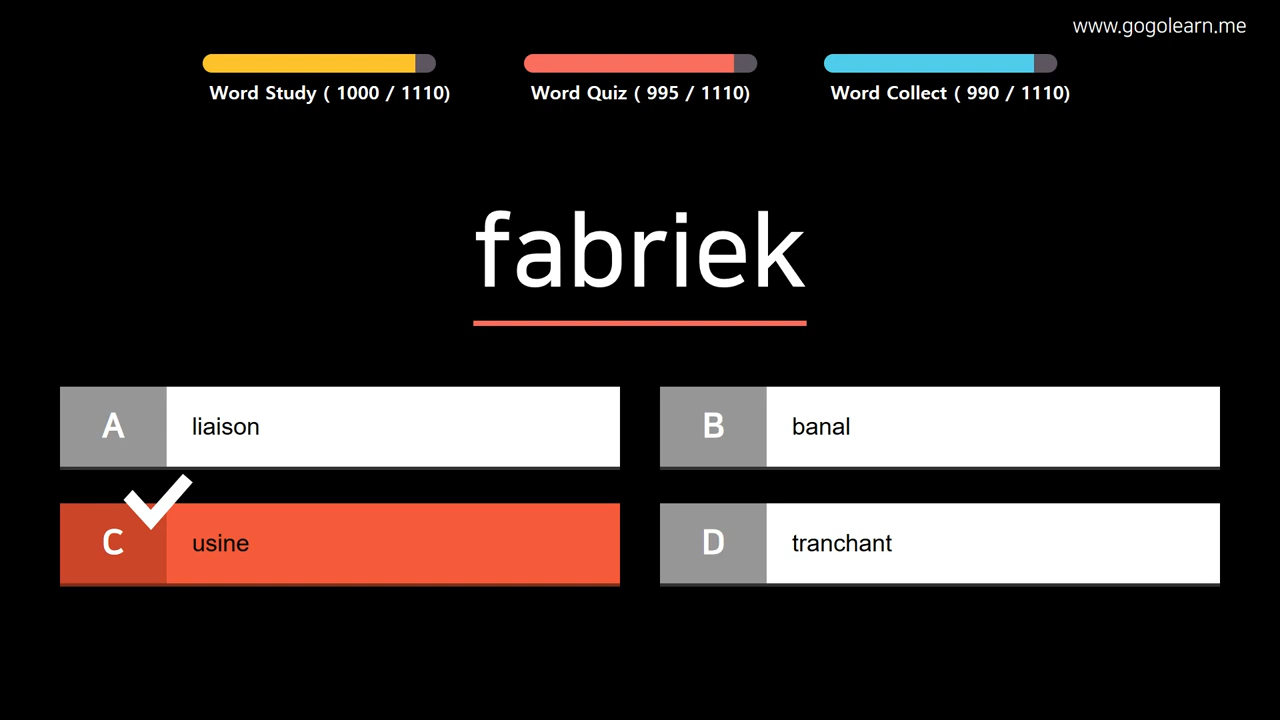 www.gogolearn.me
Word Study ( 1000 / 1110)
Word Quiz ( 995 / 1110)
Word Collect ( 990 / 1110)
fabriek
A liaison
B banal
C usine
D tranchant